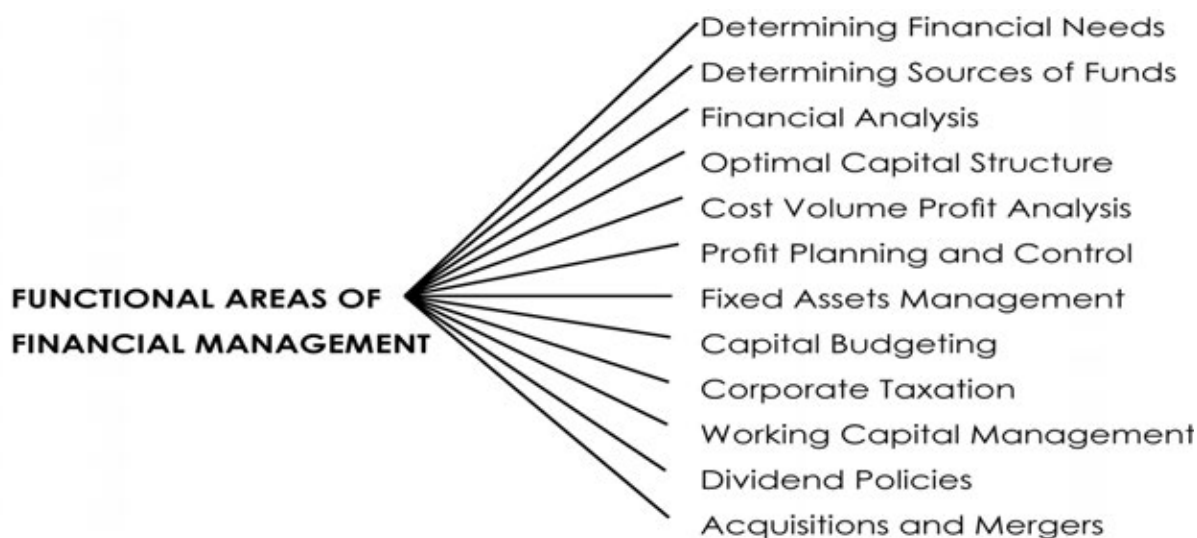 Determining Financial Needs
Determining Sources of Funds
Financial Analysis
Optimal Capital Structure
Cost Volume Profit Analysis
Profit Planning and Control
FUNCTIONAL AREAS OF
Fixed Assets Management
FINANCIAL MANAGEMENT
Capital Budgeting
Corporate Taxation
Working Capital Management
Dividend Policies
Acquisitions and Mergers